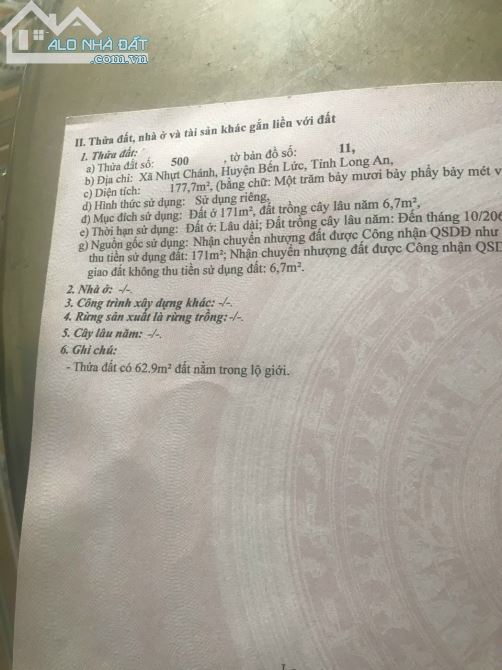 ALO NHÀ ĐẤT
.com.vn
II. Thửa đất, nhà ở và tài sản khác gắn liền với đất
1. Thửa đất:
a) Thửa đất số: 500 , tờ bản đồ số: 11,
b) Địa chỉ: Xã Nhựt Chánh, Huyện Bến Lức, Tỉnh Long An,
c) Diện tích: 177,7m², (bằng chữ: Một trăm bảy mươi bảy phẩy bảy mét v
d) Hình thức sử dụng: Sử dụng riêng,
đ) Mục đích sử dụng: Đất ở 171m², đất trồng cây lâu năm 6,7m²,
e) Thời hạn sử dụng: Đất ở: Lâu dài; Đất trồng cây lâu năm: Đến tháng 10/206
g) Nguồn gốc sử dụng: Nhận chuyển nhượng đất được Công nhận QSDĐ như
thu tiền sử dụng đất: 171m²; Nhận chuyển nhượng đất được Công nhận QSD
giao đất không thu tiền sử dụng đất: 6,7m².
2. Nhà ở: -/-.
3. Công trình xây dựng khác: -/-.
4. Rừng sản xuất là rừng trồng: -/-.
5. Cây lâu năm: -/-.
6. Ghi chú:
- Thửa đất có 62.9m² đất nằm trong lộ giới.